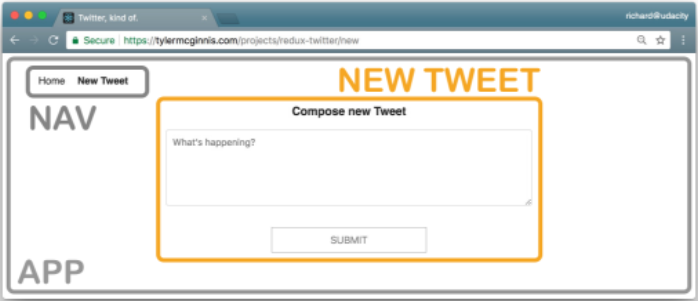 Twitter, kind of.
richard@udacity
Secure https://tylermcginnis.com/projects/redux-twitter/new
Home New Tweet
NEW TWEET
NAV
Compose new Tweet
What's happening?
SUBMIT
APP